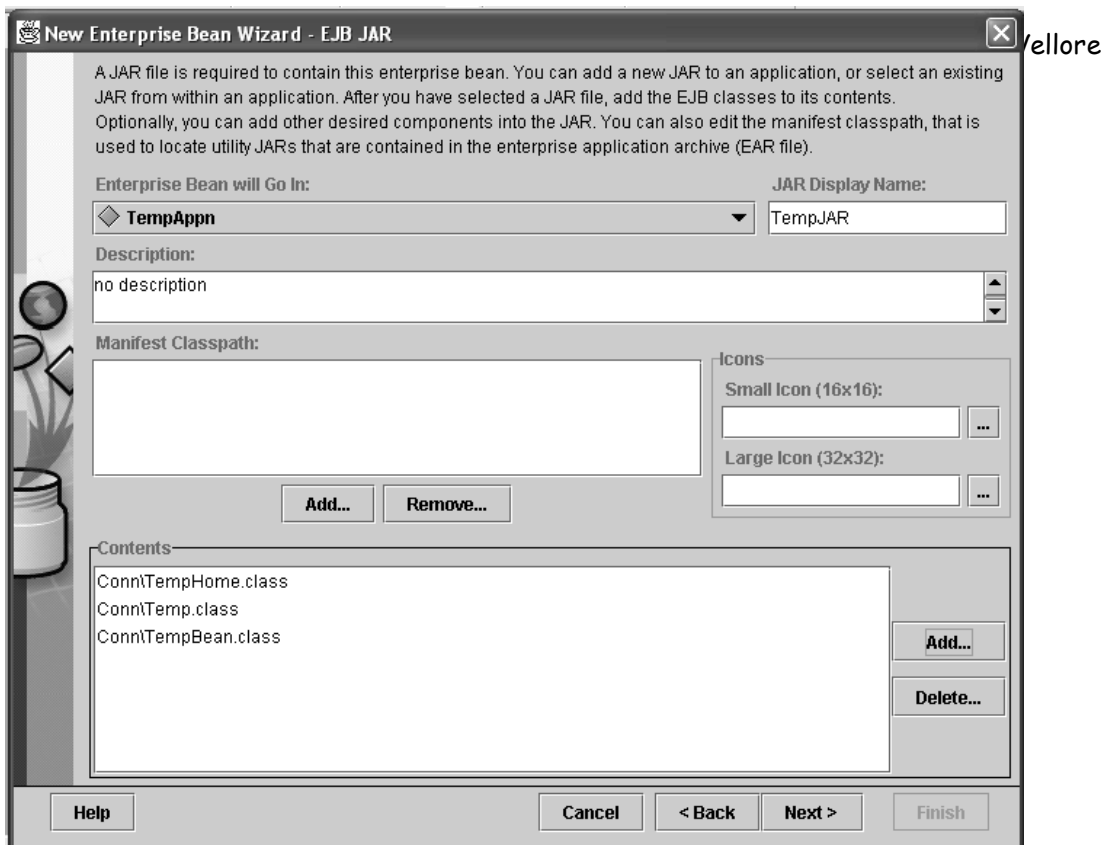 New Enterprise Bean Wizard - EJB JAR
A JAR file is required to contain this enterprise bean. You can add a new JAR to an application, or select an existing
JAR from within an application. After you have selected a JAR file, add the EJB classes to its contents.
Optionally, you can add other desired components into the JAR. You can also edit the manifest classpath, that is
used to locate utility JARs that are contained in the enterprise application archive (EAR file).
Enterprise Bean will Go In: JAR Display Name:
TempAppn TempJAR
Description:
no description
Manifest Classpath:
Icons
Small Icon (16x16):
...
Large Icon (32x32):
...
Add... Remove...
Contents
Conn\TempHome.class
Conn\Temp.class
Conn\TempBean.class
Add...
Delete...
Help Cancel < Back Next > Finish